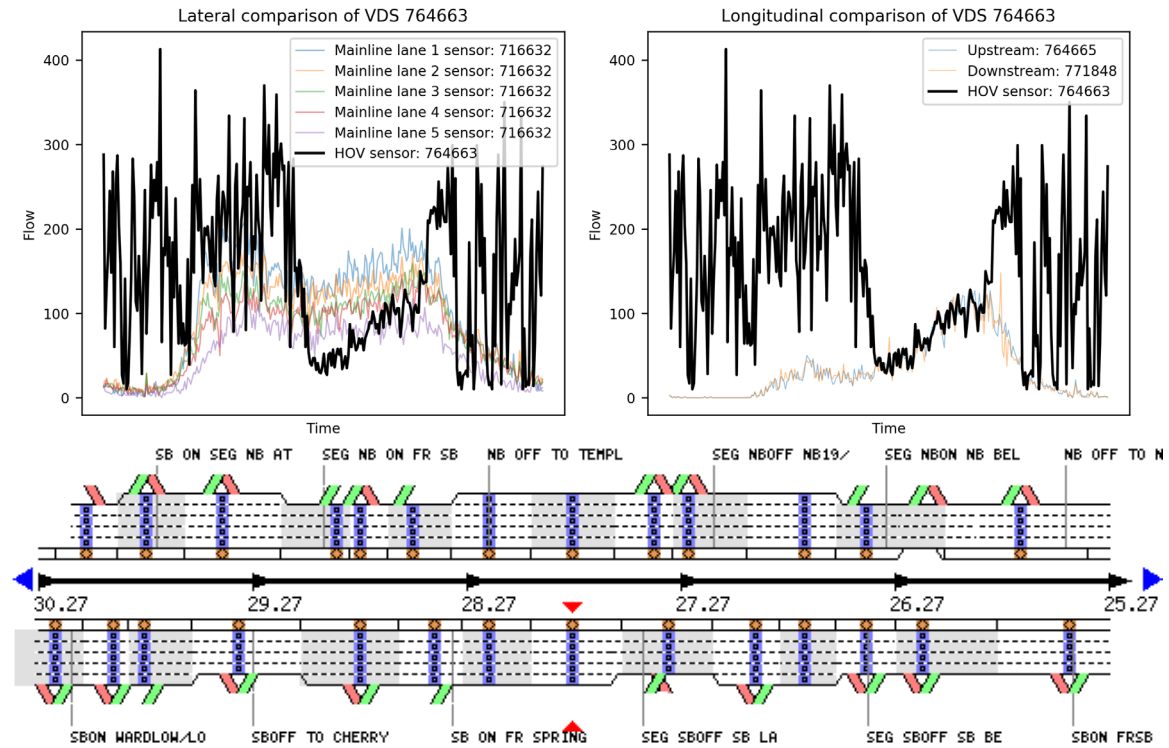 Lateral comparison of VDS 764663
Longitudinal comparison of VDS 764663
Flow
400
300
200
100
0
Mainline lane 1 sensor: 716632
Mainline lane 2 sensor: 716632
Mainline lane 3 sensor: 716632
Mainline lane 4 sensor: 716632
Mainline lane 5 sensor: 716632
HOV sensor: 764663
Time
Flow
400
300
200
100
0
Upstream: 764665
Downstream: 771848
HOV sensor: 764663
Time
SB ON SEG NB AT
SEG NB ON FR SB
NB OFF TO TEMPL
SEG NBOFF NB19/
SEG NBON NB BEL
NB OFF TO N
30.27
29.27
28.27
27.27
26.27
25.27
SBON WARDLOW/LO
SBOFF TO CHERRY
SB ON FR SPRING
SEG SBOFF SB LA
SEG SBOFF SB BE
SBON FRSB